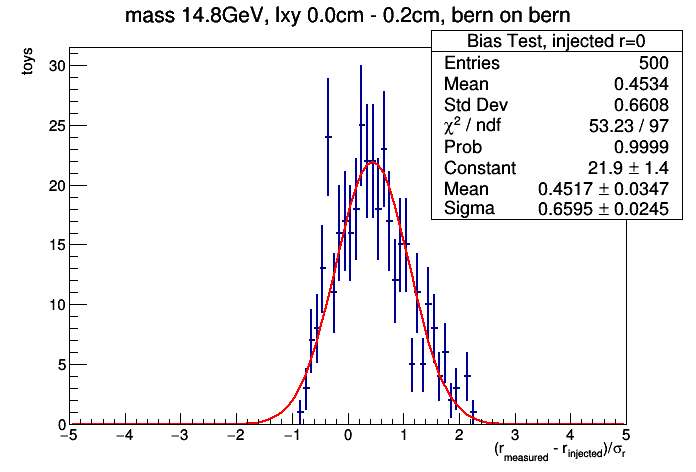 mass 14.8GeV, lxy 0.0cm - 0.2cm, bern on bern
Bias Test, injected r=0
Entries 500
Mean 0.4534
Std Dev 0.6608
χ² / ndf 53.23 / 97
Prob 0.9999
Constant 21.9 ± 1.4
Mean 0.4517 ± 0.0347
Sigma 0.6595 ± 0.0245
toys
30
25
20
15
10
5
0
−5 −4 −3 −2 −1 0 1 2 3 4 5
(r_measured - r_injected)/σ_r